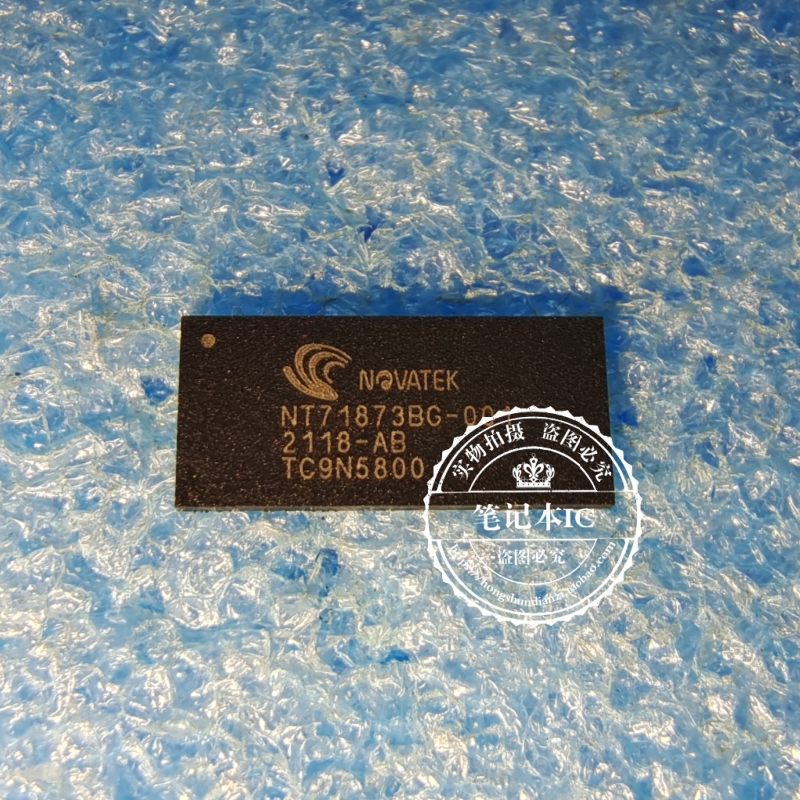 NOVATEK
NT71873BG-001
2118-AB
TC9N5800
实物拍摄 盗图必究
笔记本IC
盗图必究